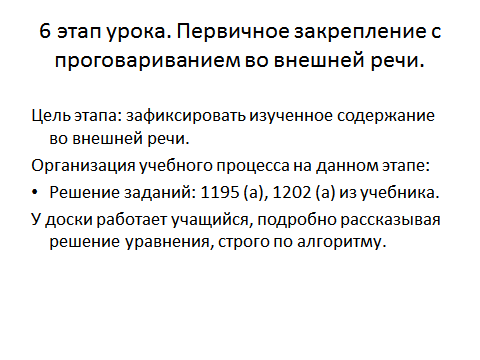 6 этап урока. Первичное закрепление с
проговариванием во внешней речи.
Цель этапа: зафиксировать изученное содержание
во внешней речи.
Организация учебного процесса на данном этапе:
• Решение заданий: 1195 (а), 1202 (а) из учебника.
У доски работает учащийся, подробно рассказывая
решение уравнения, строго по алгоритму.